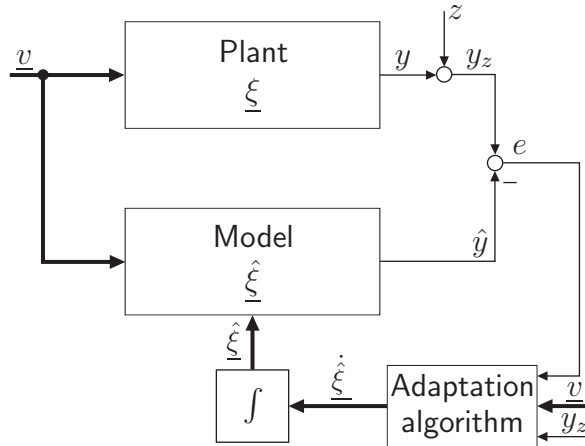 z
v
Plant
ξ
y
y_z
e
−
Model
ξ̂
ŷ
ξ̂
∫
ξ̂̇
Adaptation
algorithm
v
y_z